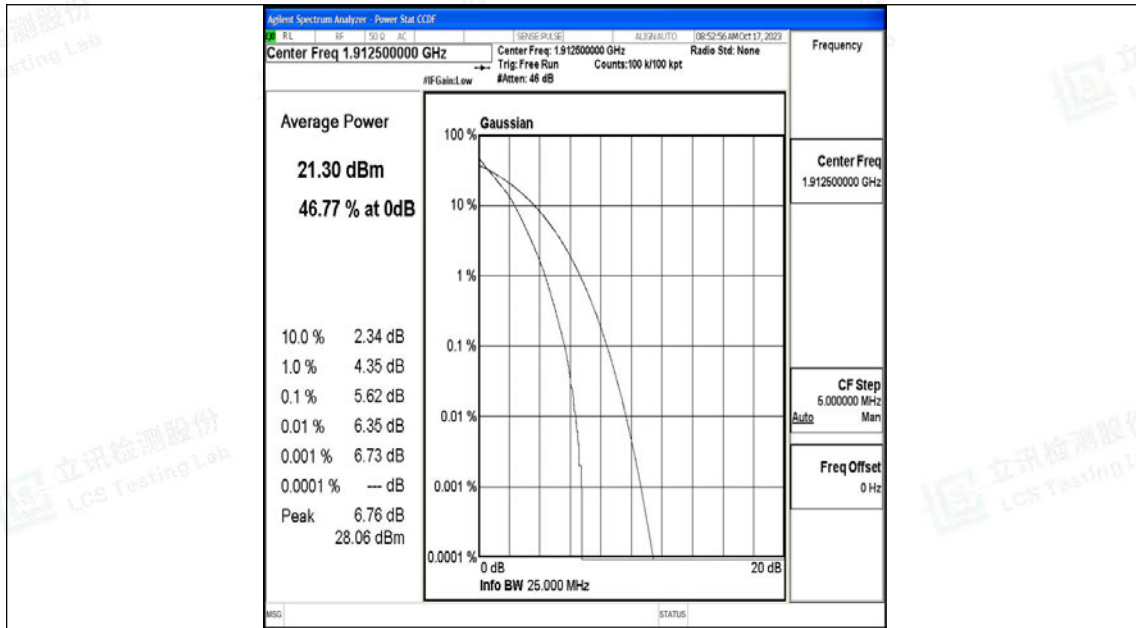 Agilent Spectrum Analyzer - Power Stat CCDF
RL RF 50 Ω AC SENSE:PULSE ALIGN AUTO 08:52:56 AM Oct 17, 2023
Center Freq 1.912500000 GHz
Center Freq: 1.912500000 GHz
Radio Std: None
Trig: Free Run Counts:100 k/100 kpt
#IFGain:Low #Atten: 46 dB
Frequency
Average Power
21.30 dBm
46.77 % at 0dB
10.0 % 2.34 dB
1.0 % 4.35 dB
0.1 % 5.62 dB
0.01 % 6.35 dB
0.001 % 6.73 dB
0.0001 % --- dB
Peak 6.76 dB
28.06 dBm
Gaussian
100 %
10 %
1 %
0.1 %
0.01 %
0.001 %
0.0001 %
0 dB 20 dB
Info BW 25.000 MHz
Center Freq
1.912500000 GHz
CF Step
5.000000 MHz
Auto Man
Freq Offset
0 Hz
MSG STATUS
立讯检测股份
LCS Testing Lab
立讯检测股份
LCS Testing L